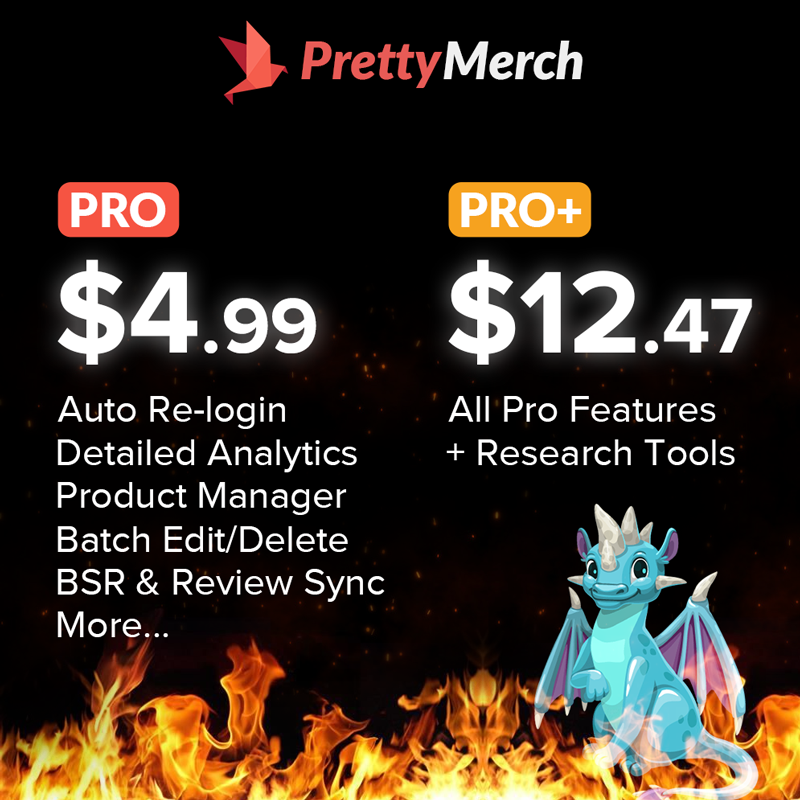 PrettyMerch
PRO
$4.99
Auto Re-login
Detailed Analytics
Product Manager
Batch Edit/Delete
BSR & Review Sync
More...
PRO+
$12.47
All Pro Features
+ Research Tools